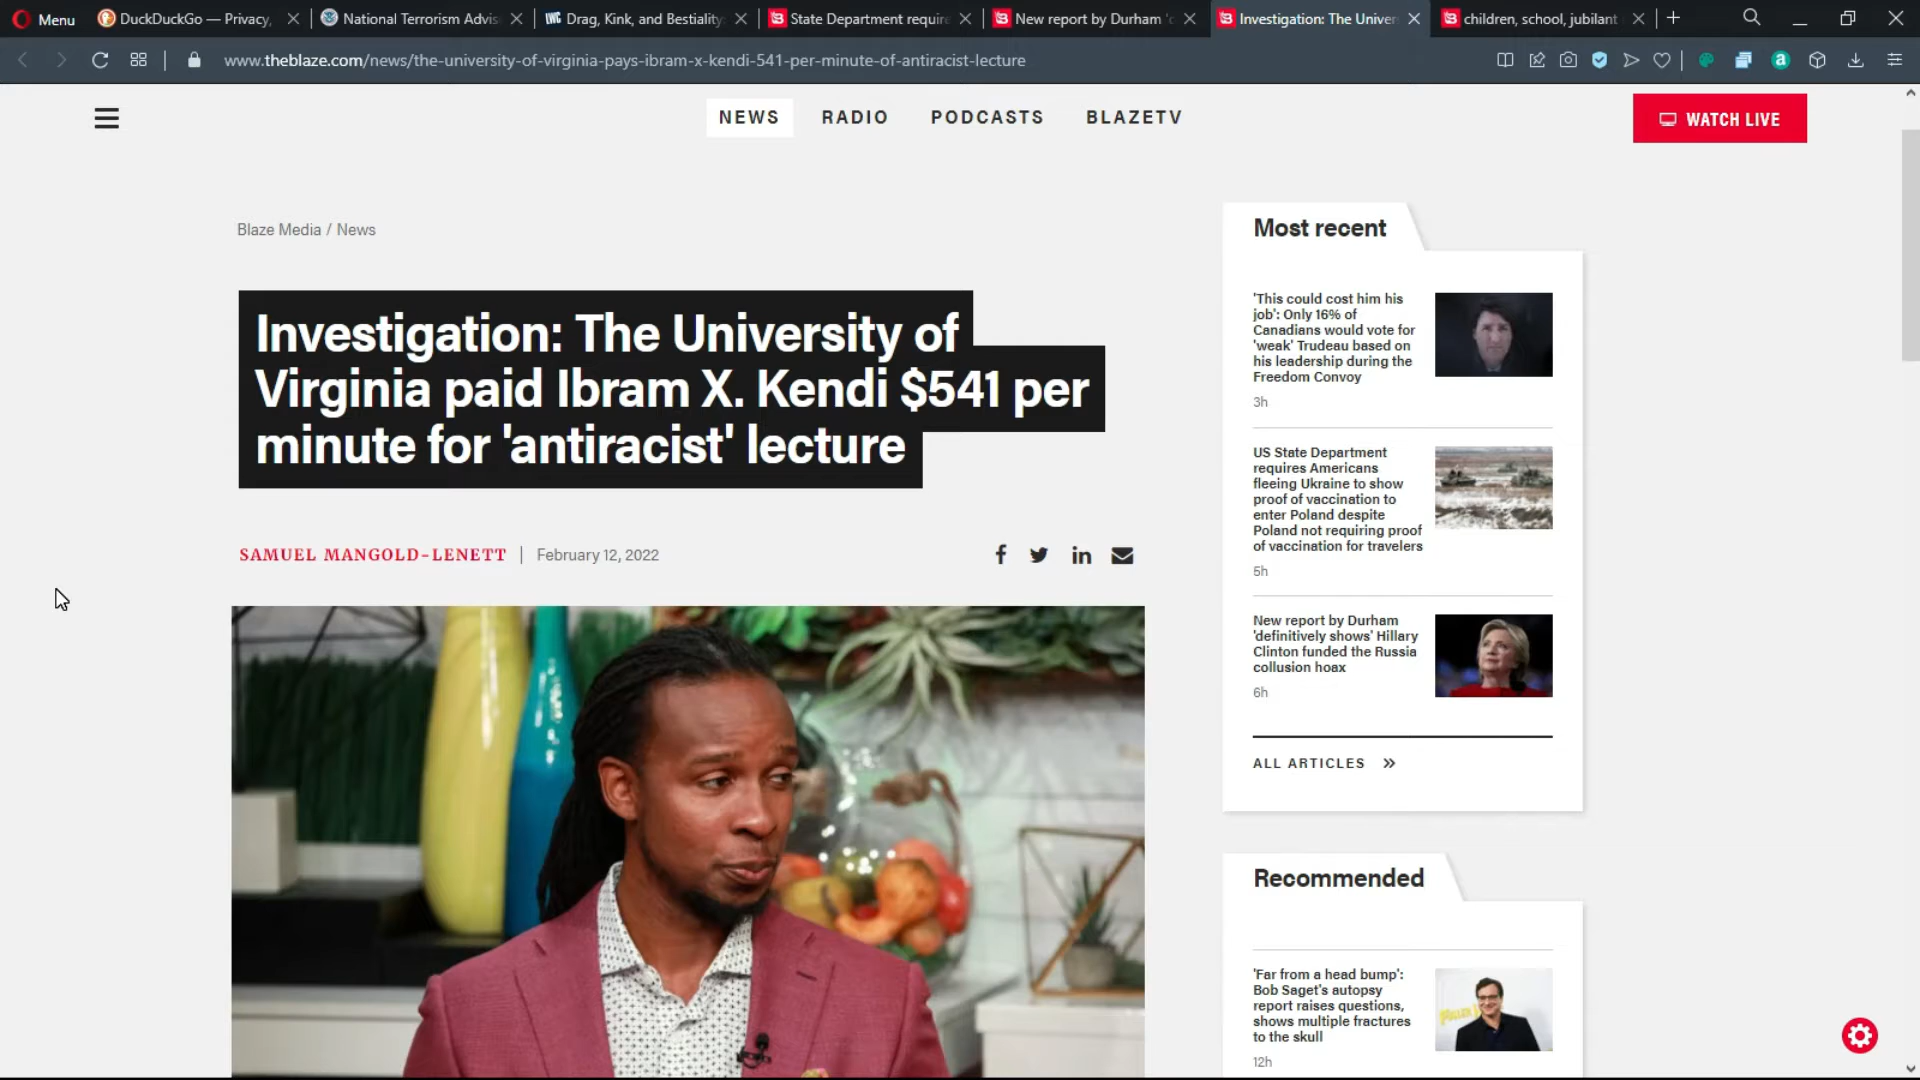 Menu
DuckDuckGo — Privacy,
National Terrorism Advis
Drag, Kink, and Bestiality
State Department require
New report by Durham 'c
Investigation: The Univer
children, school, jubilant
www.theblaze.com/news/the-university-of-virginia-pays-ibram-x-kendi-541-per-minute-of-antiracist-lecture
NEWS
RADIO
PODCASTS
BLAZETV
WATCH LIVE
Blaze Media / News
Investigation: The University of
Virginia paid Ibram X. Kendi $541 per
minute for 'antiracist' lecture
SAMUEL MANGOLD-LENETT | February 12, 2022
Most recent
'This could cost him his
job': Only 16% of
Canadians would vote for
'weak' Trudeau based on
his leadership during the
Freedom Convoy
3h
US State Department
requires Americans
fleeing Ukraine to show
proof of vaccination to
enter Poland despite
Poland not requiring proof
of vaccination for travelers
5h
New report by Durham
'definitively shows' Hillary
Clinton funded the Russia
collusion hoax
6h
ALL ARTICLES
Recommended
'Far from a head bump':
Bob Saget's autopsy
report raises questions,
shows multiple fractures
to the skull
12h